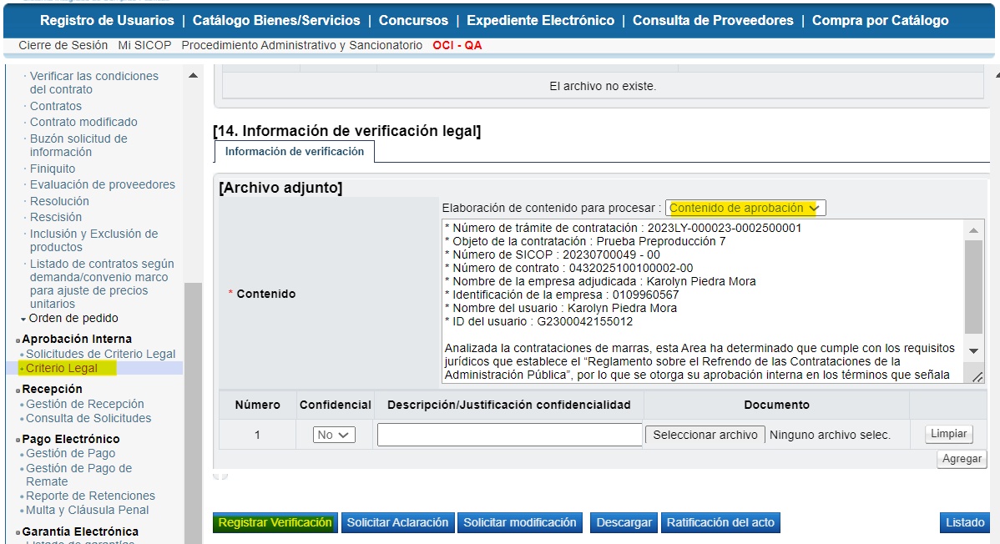 Registro de Usuarios | Catálogo Bienes/Servicios | Concursos | Expediente Electrónico | Consulta de Proveedores | Compra por Catálogo
Cierre de Sesión Mi SICOP Procedimiento Administrativo y Sancionatorio OCI - QA
· Verificar las condiciones
del contrato
· Contratos
· Contrato modificado
· Buzón solicitud de
información
· Finiquito
· Evaluación de proveedores
· Resolución
· Rescisión
· Inclusión y Exclusión de
productos
· Listado de contratos según
demanda/convenio marco
para ajuste de precios
unitarios
Orden de pedido
Aprobación Interna
Solicitudes de Criterio Legal
Criterio Legal
Recepción
Gestión de Recepción
Consulta de Solicitudes
Pago Electrónico
Gestión de Pago
Gestión de Pago de
Remate
Reporte de Retenciones
Multa y Cláusula Penal
Garantía Electrónica
El archivo no existe.
[14. Información de verificación legal]
Información de verificación
[Archivo adjunto]
* Contenido
Elaboración de contenido para procesar : Contenido de aprobación
* Número de trámite de contratación : 2023LY-000023-0002500001
* Objeto de la contratación : Prueba Preproducción 7
* Número de SICOP : 20230700049 - 00
* Número de contrato : 0432025100100002-00
* Nombre de la empresa adjudicada : Karolyn Piedra Mora
* Identificación de la empresa : 0109960567
* Nombre del usuario : Karolyn Piedra Mora
* ID del usuario : G2300042155012
Analizada la contrataciones de marras, esta Area ha determinado que cumple con los requisitos
jurídicos que establece el “Reglamento sobre el Refrendo de las Contrataciones de la
Administración Pública”, por lo que se otorga su aprobación interna en los términos que señala
Número Confidencial Descripción/Justificación confidencialidad Documento
1 No Seleccionar archivo Ninguno archivo selec. Limpiar
Agregar
Registrar Verificación Solicitar Aclaración Solicitar modificación Descargar Ratificación del acto Listado